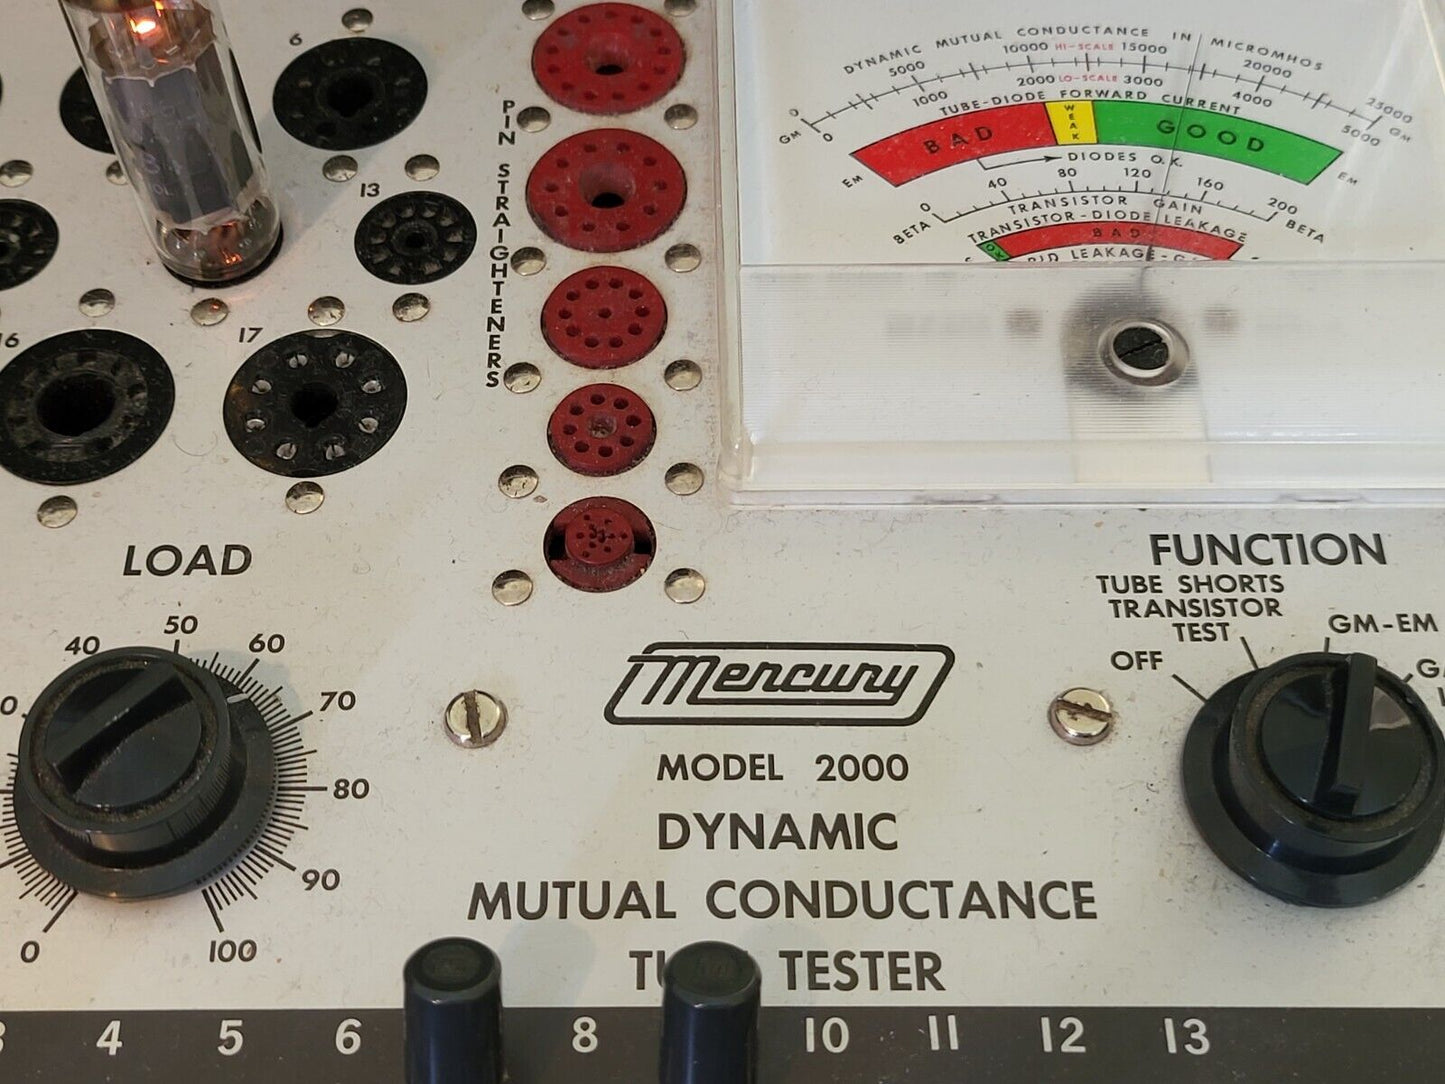 6
13
16
17
PIN STRAIGHTENERS
DYNAMIC MUTUAL CONDUCTANCE IN MICROMHOS
0 5000 10000 HI-SCALE 15000 20000 25000
GM 0 1000 2000 LO-SCALE 3000 4000 5000 GM
TUBE-DIODE FORWARD CURRENT
EM BAD WEAK GOOD EM
DIODES O.K.
BETA 0 40 80 120 160 200 BETA
TRANSISTOR GAIN
TRANSISTOR-DIODE LEAKAGE
OK BAD
LEAKAGE-
LOAD
0 40 50 60 70 80 90 100
FUNCTION
TUBE SHORTS
TRANSISTOR
TEST
OFF
GM-EM
Mercury
MODEL 2000
DYNAMIC
MUTUAL CONDUCTANCE
TESTER
4 5 6 8 10 11 12 13